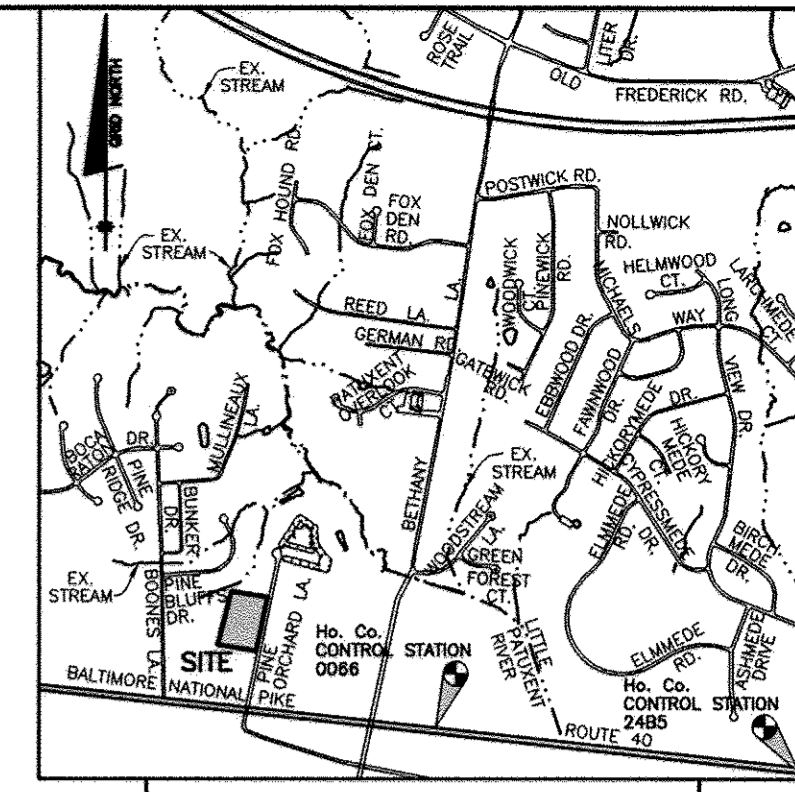 ROSE
TRAIL
LITER
DR.
OLD
FREDERICK RD.
EX.
STREAM
GRID NORTH
FOX HOUND RD.
FOX DEN CT.
FOX
DEN
RD.
POSTWICK RD.
NOLLWICK
RD.
EX.
STREAM
HELMWOOD
CT.
LARCHMEDE
CT
WOODWICK
CT.
PINEWICK
RD.
MICHAELS
WAY
LONG
VIEW
DR.
REED LA.
LA.
GERMAN RD.
GATEWICK
RD.
EBBWOOD DR.
FAWNWOOD
DR.
PATUXENT
OVERLOOK
CT.
MULLINEAUX
LA.
HICKORYMEDE
DR.
HICKORY
MEDE
CT.
BOCA
RATON
DR.
PINE
RIDGE DR.
BUNKER
DR.
BETHANY
EX.
STREAM
CYPRESSMEDE
DR.
WOODSTREAM
LA.
ELMMEDE
RD.
BIRCH
MEDE
DR.
GREEN
FOREST
CT.
EX.
STREAM
BOONES LA.
PINE
BLUFFS
DR.
PINE
ORCHARD LA.
SITE
Ho. Co.
CONTROL STATION
0066
LITTLE
PATUXENT
RIVER
ELMMEDE
RD.
ASHMEDE
DRIVE
BALTIMORE NATIONAL PIKE
Ho. Co.
CONTROL STATION
24B5
ROUTE 40